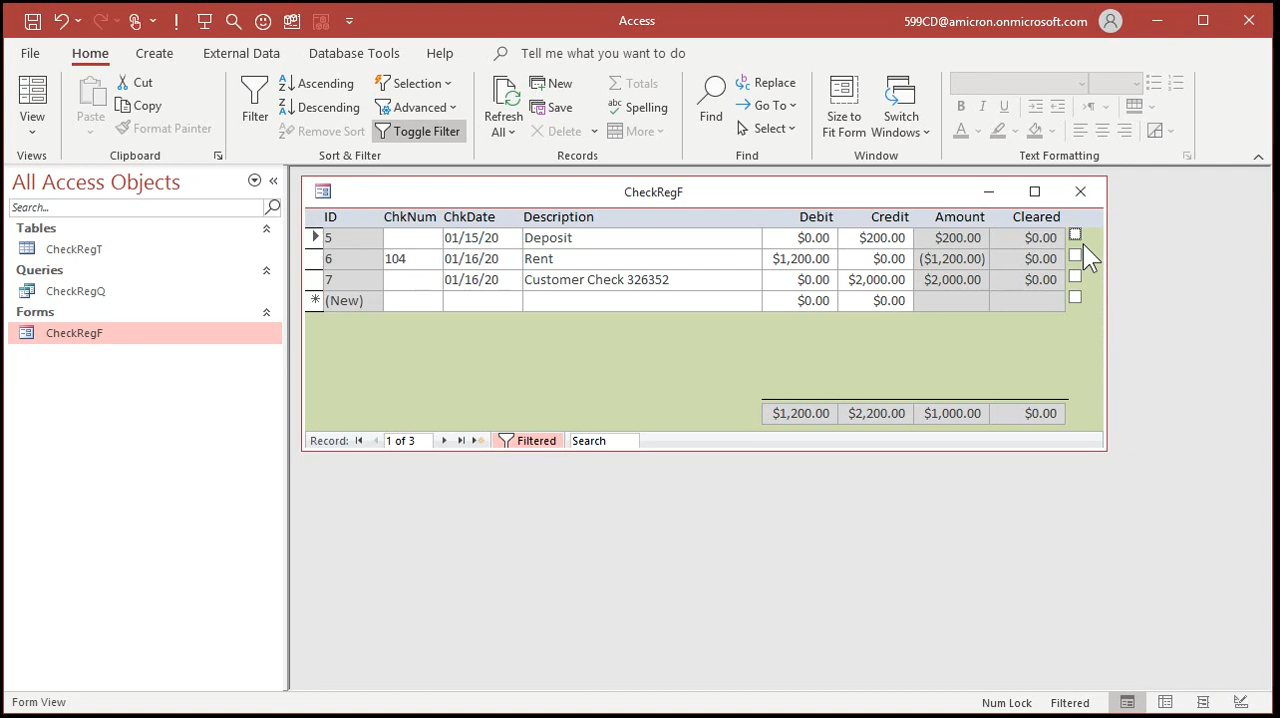 Access
599CD@amicron.onmicrosoft.com
File Home Create External Data Database Tools Help Tell me what you want to do
View
Views
Paste
Cut
Copy
Format Painter
Clipboard
Filter
Ascending
Descending
Remove Sort
Selection
Advanced
Toggle Filter
Sort & Filter
Refresh
All
New
Save
Delete
Totals
Spelling
More
Records
Find
Replace
Go To
Select
Find
Size to
Fit Form
Switch
Windows
Window
B I U
A
Text Formatting
All Access Objects
Search...
Tables
CheckRegT
Queries
CheckRegQ
Forms
CheckRegF
CheckRegF
ID ChkNum ChkDate Description Debit Credit Amount Cleared
5 01/15/20 Deposit $0.00 $200.00 $200.00 $0.00
6 104 01/16/20 Rent $1,200.00 $0.00 ($1,200.00) $0.00
7 01/16/20 Customer Check 326352 $0.00 $2,000.00 $2,000.00 $0.00
* (New) $0.00 $0.00
$1,200.00 $2,200.00 $1,000.00 $0.00
Record: 1 of 3 Filtered Search
Form View
Num Lock Filtered